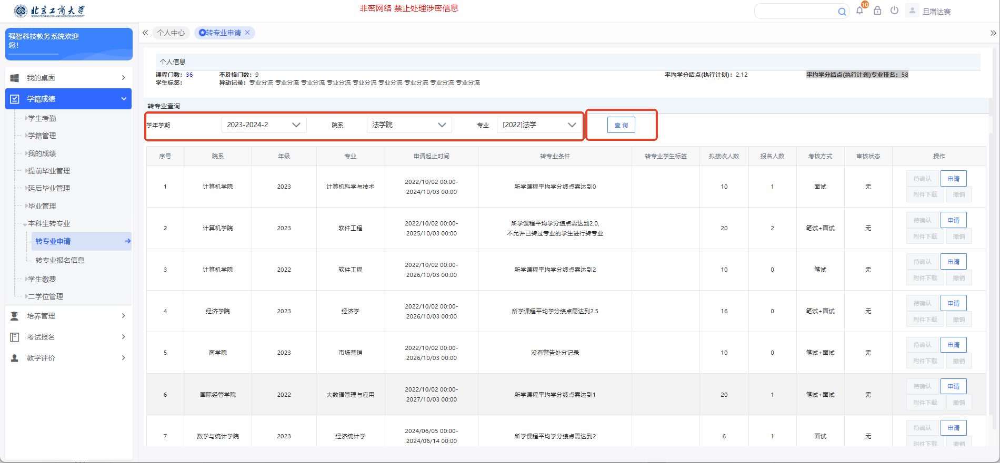 北京工商大学
BEIJING TECHNOLOGY AND BUSINESS UNIVERSITY
非密网络 禁止处理涉密信息
10
旦增达赛
强智科技教务系统欢迎
您!
个人中心
转专业申请
我的桌面
学籍成绩
学生考勤
学籍管理
我的成绩
提前毕业管理
延后毕业管理
毕业管理
本科生转专业
转专业申请
转专业报名信息
学生缴费
二学位管理
培养管理
考试报名
教学评价
个人信息
课程门数: 36 不及格门数: 9 平均学分绩点(执行计划): 2.12 平均学分绩点(执行计划)专业排名: 58
学生标签: 异动记录: 专业分流 专业分流 专业分流 专业分流 专业分流 专业分流 专业分流 专业分流 专业分流
转专业查询
学年学期 2023-2024-2 院系 法学院 专业 [2022]法学 查 询
序号 院系 年级 专业 申请起止时间 转专业条件 转专业学生标签 拟接收人数 报名人数 考核方式 审核状态 操作
1 计算机学院 2023 计算机科学与技术 2022/10/02 00:00- 所学课程平均学分绩点需达到0 10 1 面试 无 待确认 申请
2024/10/03 00:00 附件下载 撤销
2 计算机学院 2023 软件工程 2022/10/02 00:00- 所学课程平均学分绩点需达到2.0, 20 2 笔试+面试 无 待确认 申请
2025/10/03 00:00 不允许已转过专业的学生进行转专业 附件下载 撤销
3 计算机学院 2022 软件工程 2022/10/02 00:00- 所学课程平均学分绩点需达到2 10 0 笔试 无 待确认 申请
2026/10/03 00:00 附件下载 撤销
4 经济学院 2023 经济学 2022/10/02 00:00- 所学课程平均学分绩点需达到2.5 16 0 笔试+面试 无 待确认 申请
2026/10/03 00:00 附件下载 撤销
5 商学院 2023 市场营销 2022/10/02 00:00- 没有警告处分记录 10 0 笔试+面试 无 待确认 申请
2026/10/03 00:00 附件下载 撤销
6 国际经管学院 2022 大数据管理与应用 2022/10/02 00:00- 所学课程平均学分绩点需达到1 20 1 笔试+面试 无 待确认 申请
2027/10/03 00:00 附件下载 撤销
7 数学与统计学院 2023 经济统计学 2024/06/05 00:00- 所学课程平均学分绩点需达到2 6 1 面试 无 待确认 申请
2024/06/14 00:00 附件下载 撤销